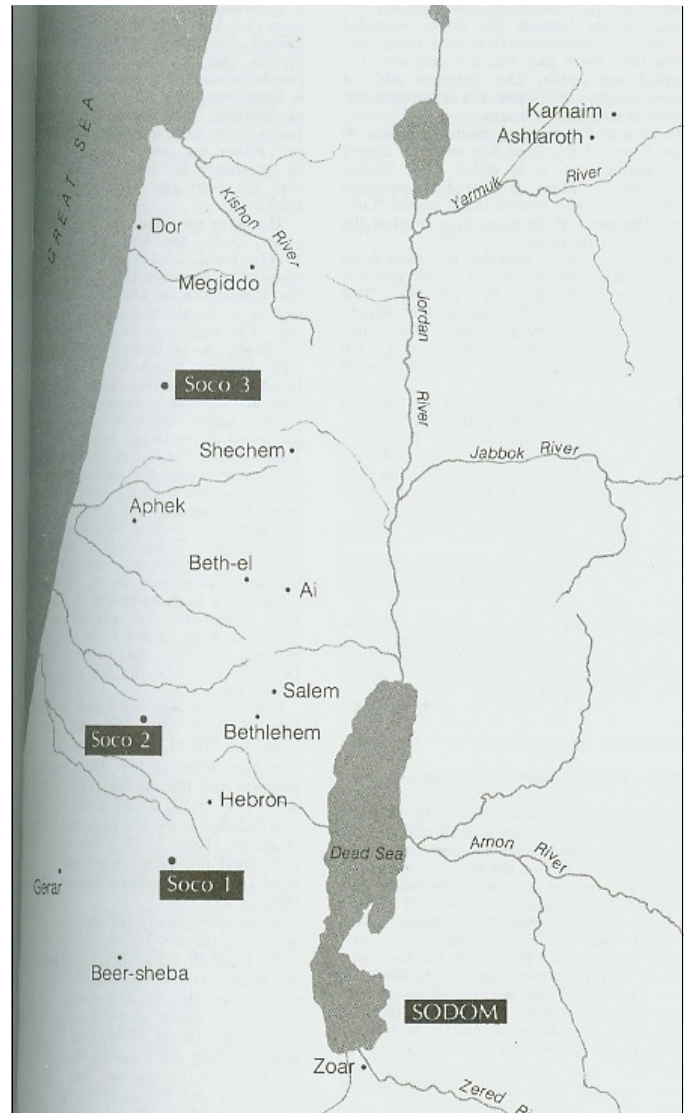 GREAT SEA
Karnaim
Ashtaroth
Yarmuk River
Kishon River
Dor
Megiddo
Jordan River
Soco 3
Shechem
Jabbok River
Aphek
Beth-el
Ai
Salem
Bethlehem
Soco 2
Hebron
Dead Sea
Arnon River
Soco 1
Gerar
Beer-sheba
SODOM
Zoar
Zered